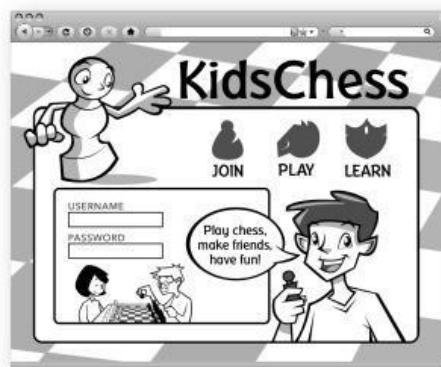 KidsChess
JOIN PLAY LEARN
USERNAME
PASSWORD
Play chess,
make friends,
have fun!